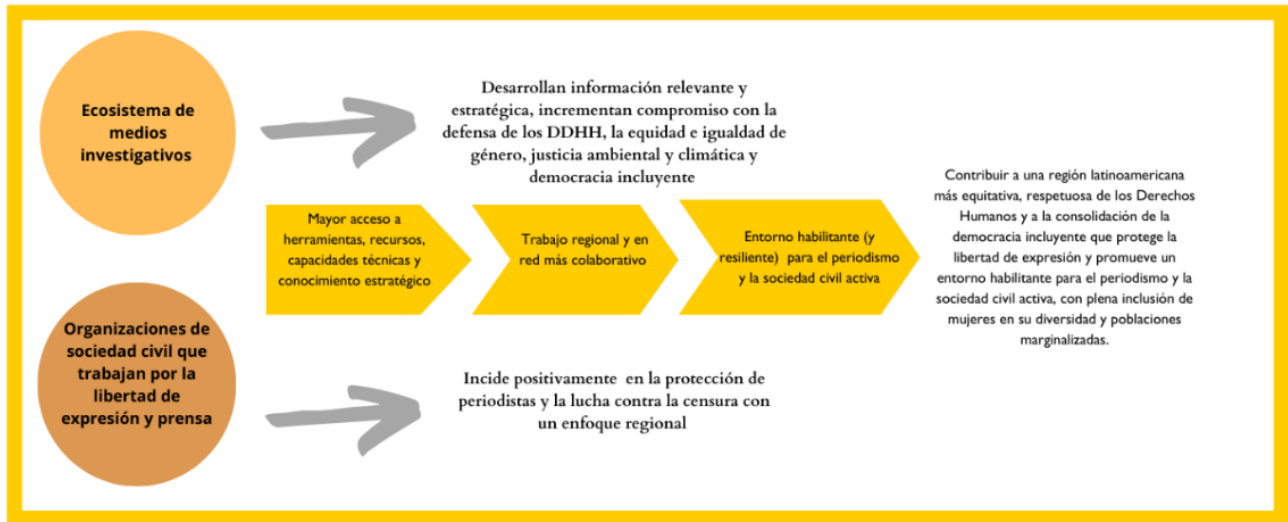 Ecosistema de
medios
investigativos
Desarrollan información relevante y
estratégica, incrementan compromiso con la
defensa de los DDHH, la equidad e igualdad de
género, justicia ambiental y climática y
democracia incluyente
Mayor acceso a
herramientas, recursos,
capacidades técnicas y
conocimiento estratégico
Trabajo regional y en
red más colaborativo
Entorno habilitante (y
resiliente) para el periodismo
y la sociedad civil activa
Contribuir a una región latinoamericana
más equitativa, respetuosa de los Derechos
Humanos y a la consolidación de la
democracia incluyente que protege la
libertad de expresión y promueve un
entorno habilitante para el periodismo y la
sociedad civil activa, con plena inclusión de
mujeres en su diversidad y poblaciones
marginalizadas.
Organizaciones de
sociedad civil que
trabajan por la
libertad de
expresión y prensa
Incide positivamente en la protección de
periodistas y la lucha contra la censura con
un enfoque regional